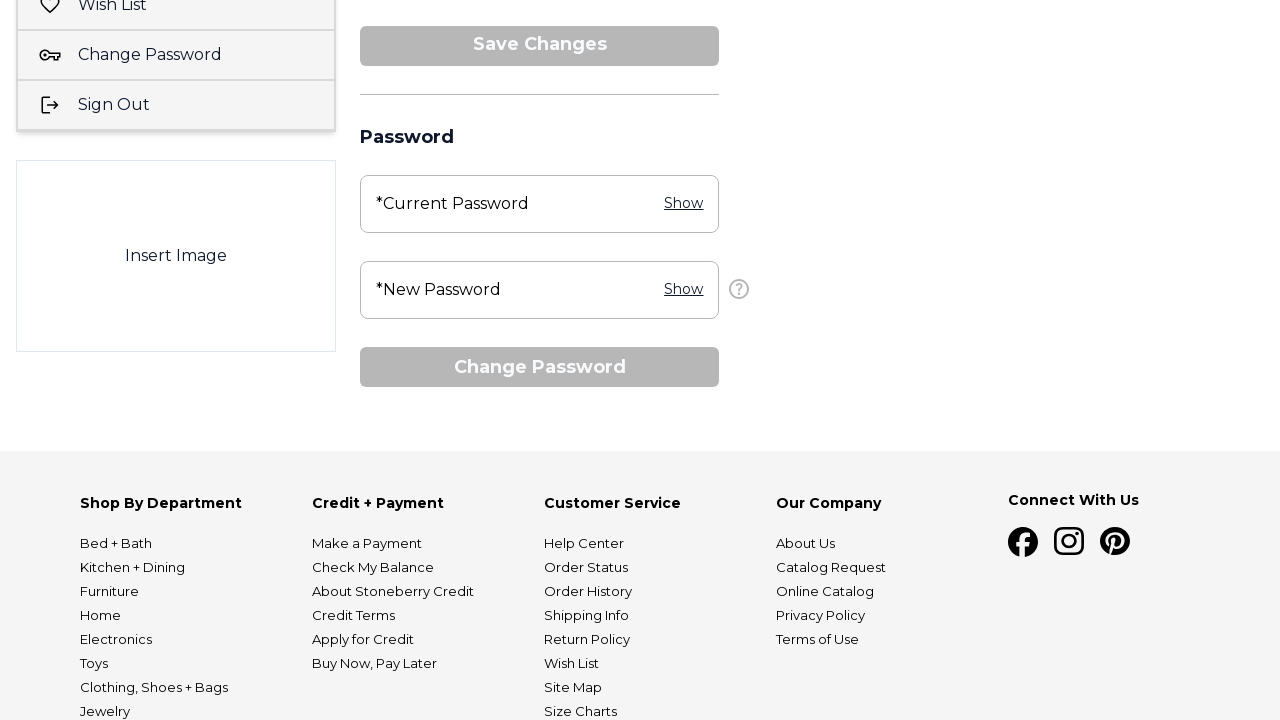 Wish List
Change Password
Sign Out
Insert Image
Save Changes
Password
*Current Password
Show
*New Password
Show
Change Password
Shop By Department
Bed + Bath
Kitchen + Dining
Furniture
Home
Electronics
Toys
Clothing, Shoes + Bags
Jewelry
Credit + Payment
Make a Payment
Check My Balance
About Stoneberry Credit
Credit Terms
Apply for Credit
Buy Now, Pay Later
Customer Service
Help Center
Order Status
Order History
Shipping Info
Return Policy
Wish List
Site Map
Size Charts
Our Company
About Us
Catalog Request
Online Catalog
Privacy Policy
Terms of Use
Connect With Us